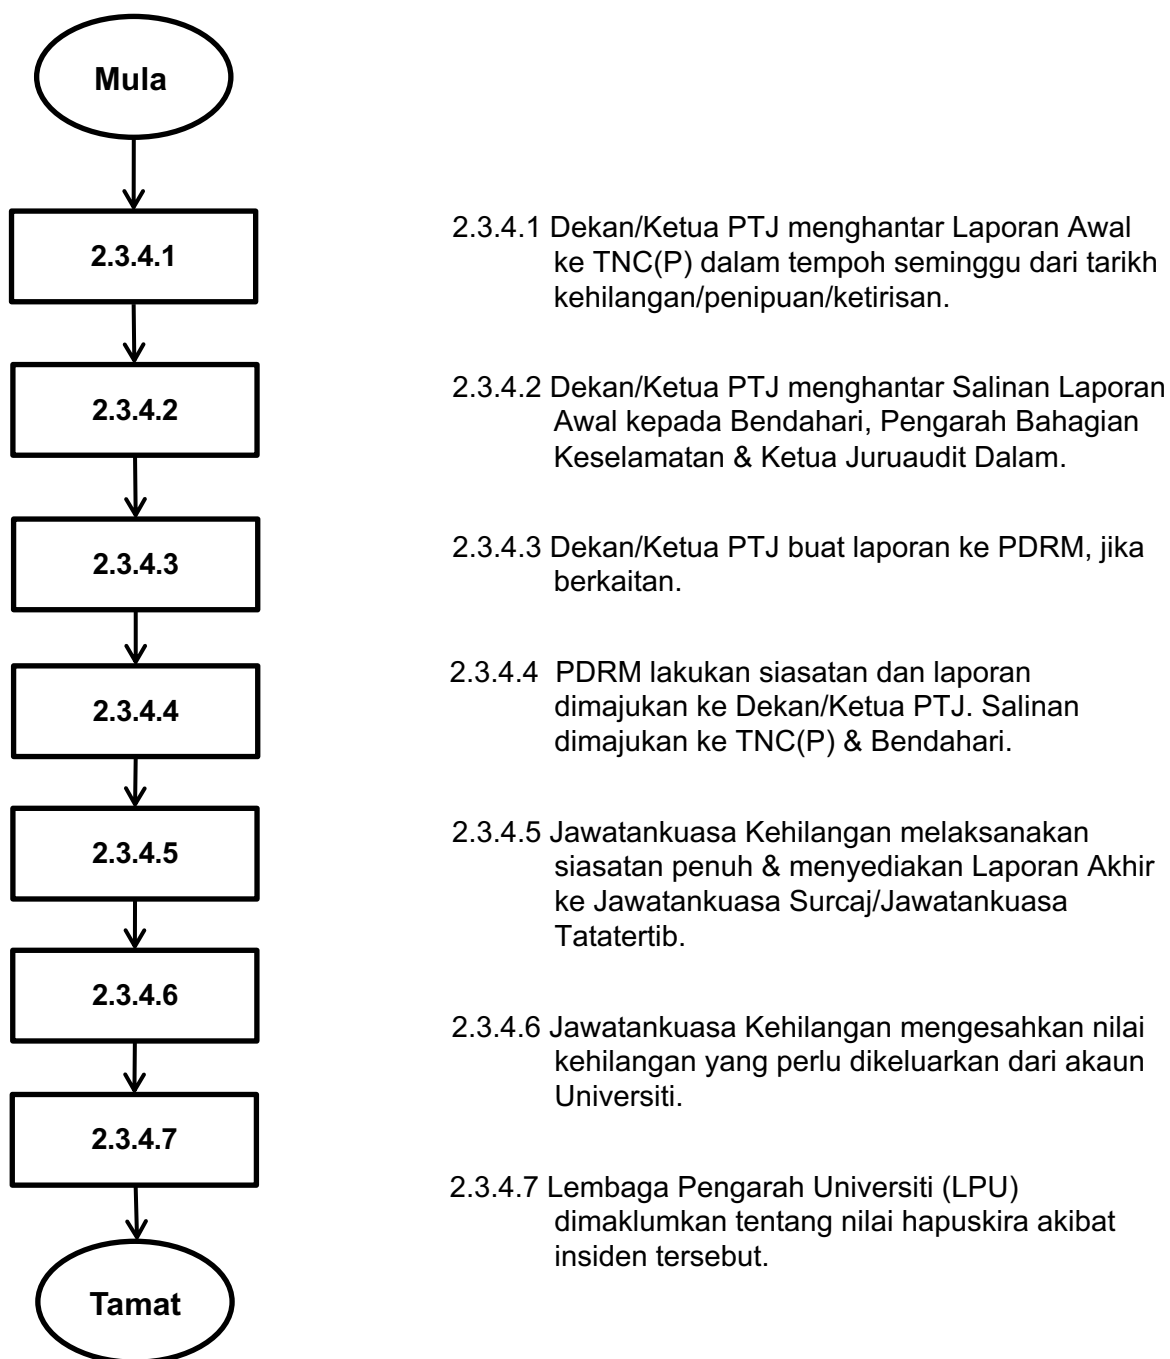 Mula
2.3.4.1
2.3.4.1 Dekan/Ketua PTJ menghantar Laporan Awal
ke TNC(P) dalam tempoh seminggu dari tarikh
kehilangan/penipuan/ketirisan.
2.3.4.2
2.3.4.2 Dekan/Ketua PTJ menghantar Salinan Laporan
Awal kepada Bendahari, Pengarah Bahagian
Keselamatan & Ketua Juruaudit Dalam.
2.3.4.3
2.3.4.3 Dekan/Ketua PTJ buat laporan ke PDRM, jika
berkaitan.
2.3.4.4
2.3.4.4 PDRM lakukan siasatan dan laporan
dimajukan ke Dekan/Ketua PTJ. Salinan
dimajukan ke TNC(P) & Bendahari.
2.3.4.5
2.3.4.5 Jawatankuasa Kehilangan melaksanakan
siasatan penuh & menyediakan Laporan Akhir
ke Jawatankuasa Surcaj/Jawatankuasa
Tatatertib.
2.3.4.6
2.3.4.6 Jawatankuasa Kehilangan mengesahkan nilai
kehilangan yang perlu dikeluarkan dari akaun
Universiti.
2.3.4.7
2.3.4.7 Lembaga Pengarah Universiti (LPU)
dimaklumkan tentang nilai hapuskira akibat
insiden tersebut.
Tamat